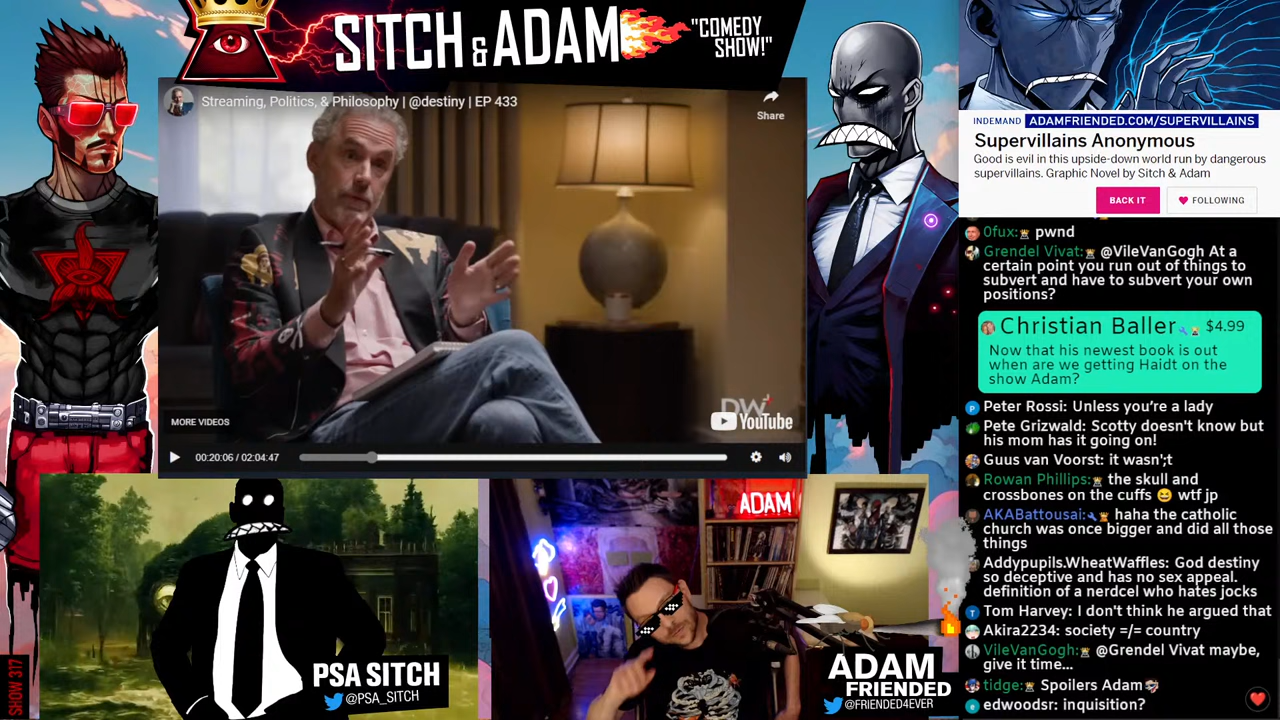 SITCH & ADAM
"COMEDY
SHOW!"
Streaming, Politics, & Philosophy | @destiny | EP 433
Share
DW+
YouTube
MORE VIDEOS
00:20:06 / 02:04:47
SHOW 317
PSA SITCH
@PSA_SITCH
ADAM
ADAM
FRIENDED
@FRIENDED4EVER
INDEMAND ADAMFRIENDED.COM/SUPERVILLAINS
Supervillains Anonymous
Good is evil in this upside-down world run by dangerous
supervillains. Graphic Novel by Sitch & Adam
BACK IT
FOLLOWING
0fux: pwnd
Grendel Vivat: @VileVanGogh At a
certain point you run out of things to
subvert and have to subvert your own
positions?
Christian Baller $4.99
Now that his newest book is out
when are we getting Haidt on the
show Adam?
Peter Rossi: Unless you're a lady
Pete Grizwald: Scotty doesn't know but
his mom has it going on!
Guus van Voorst: it wasn';t
Rowan Phillips: the skull and
crossbones on the cuffs 😆 wtf jp
AKABattousai: haha the catholic
church was once bigger and did all those
things
Addypupils.WheatWaffles: God destiny
so deceptive and has no sex appeal.
definition of a nerdcel who hates jocks
Tom Harvey: I don't think he argued that
Akira2234: society =/= country
VileVanGogh: @Grendel Vivat maybe,
give it time...
tidge: Spoilers Adam
edwoodsr: inquisition?